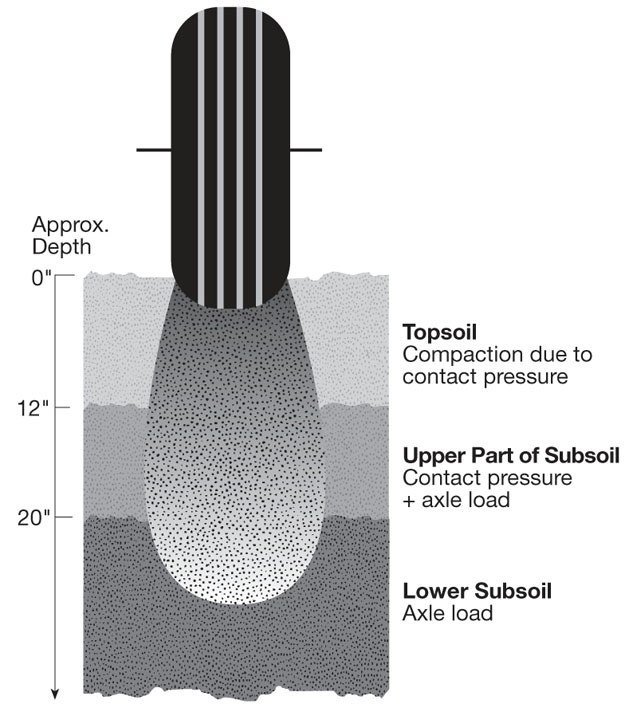 Approx.
Depth
0"
12"
20"
Topsoil
Compaction due to
contact pressure
Upper Part of Subsoil
Contact pressure
+ axle load
Lower Subsoil
Axle load